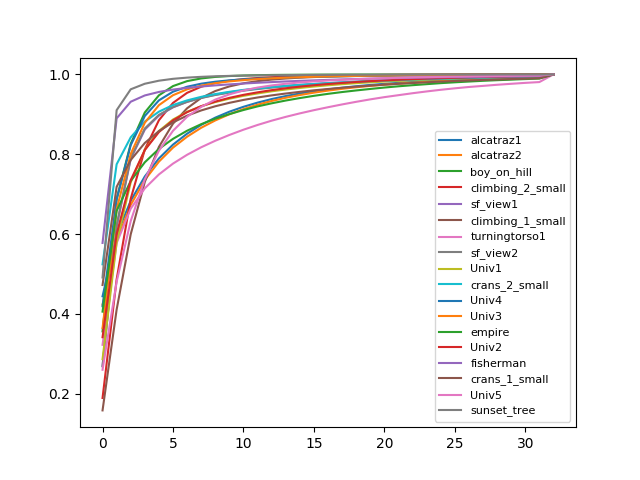 1.0
0.8
0.6
0.4
0.2
0 5 10 15 20 25 30
alcatraz1
alcatraz2
boy_on_hill
climbing_2_small
sf_view1
climbing_1_small
turningtorso1
sf_view2
Univ1
crans_2_small
Univ4
Univ3
empire
Univ2
fisherman
crans_1_small
Univ5
sunset_tree